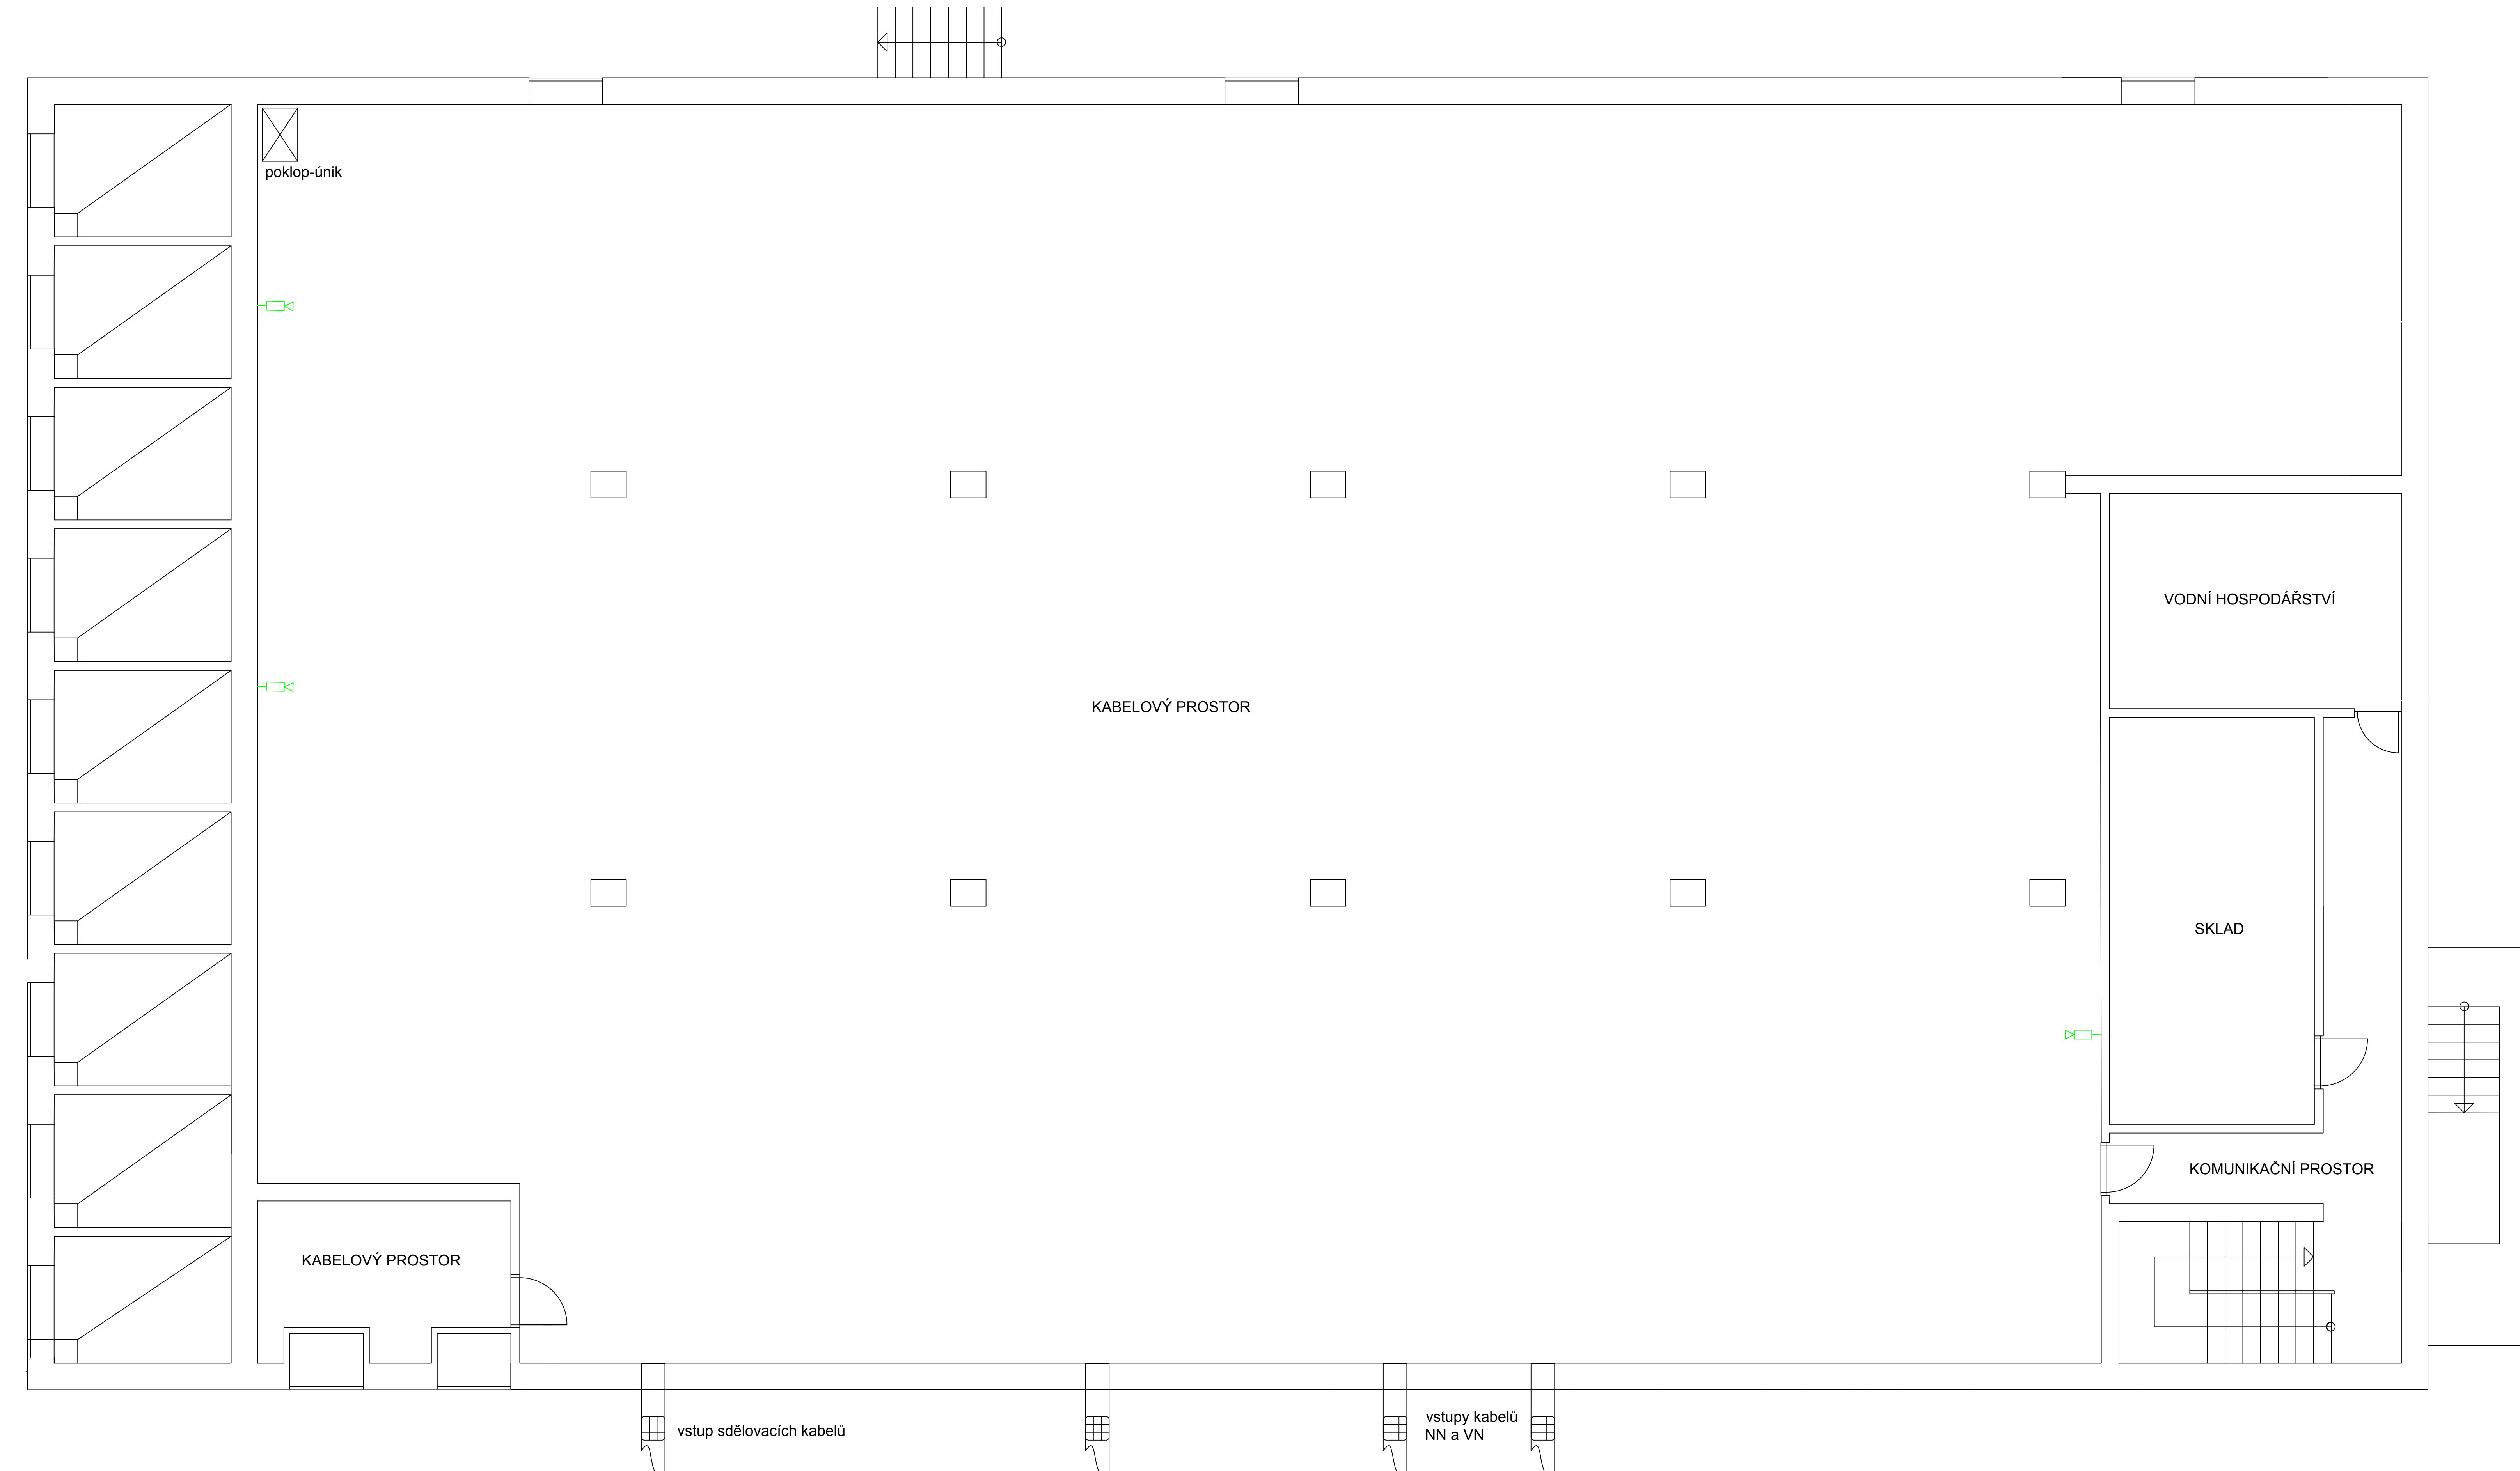 poklop-únik
VODNÍ HOSPODÁŘSTVÍ
KABELOVÝ PROSTOR
SKLAD
KOMUNIKAČNÍ PROSTOR
KABELOVÝ PROSTOR
vstup sdělovacích kabelů
vstupy kabelů
NN a VN